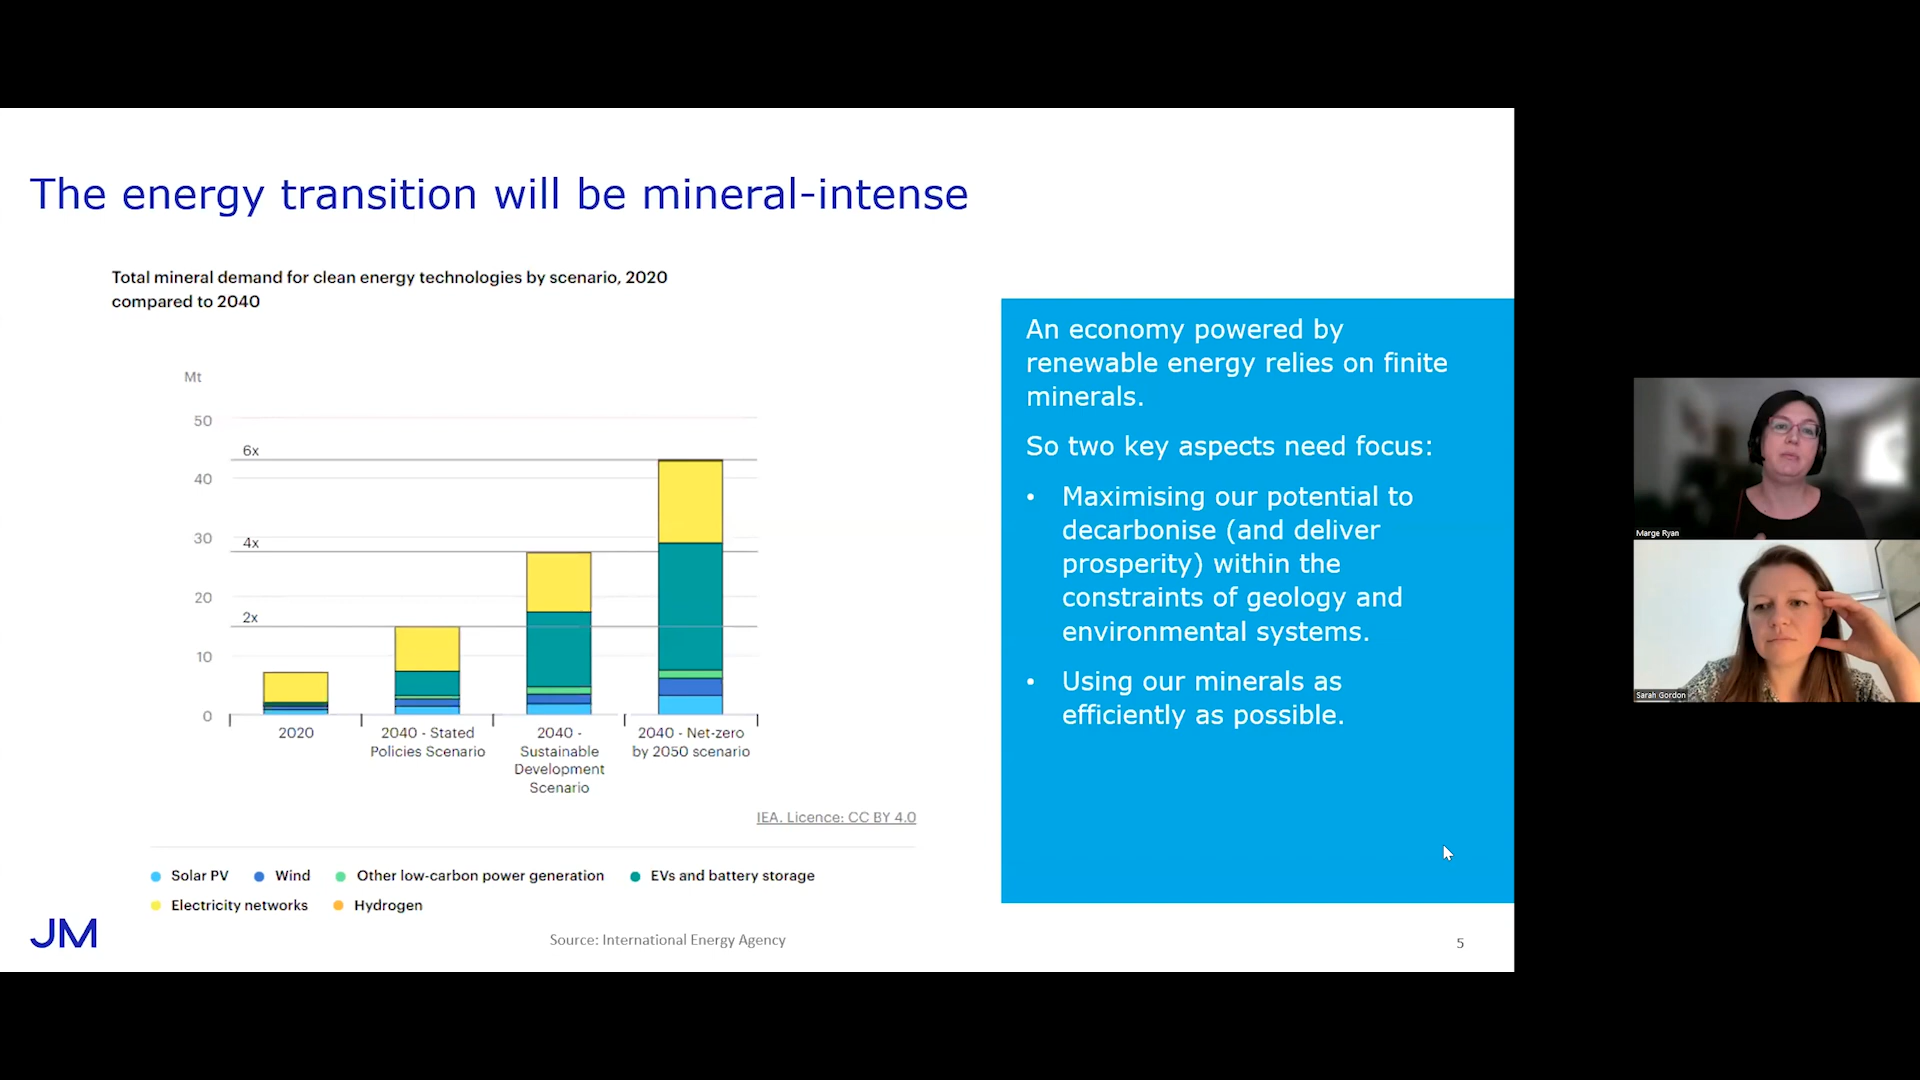 The energy transition will be mineral-intense
Total mineral demand for clean energy technologies by scenario, 2020
compared to 2040
Mt
50
6x
40
30
4x
20
2x
10
0
2020
2040 - Stated
Policies Scenario
2040 -
Sustainable
Development
Scenario
2040 - Net-zero
by 2050 scenario
IEA. Licence: CC BY 4.0
Solar PV
Wind
Other low-carbon power generation
EVs and battery storage
Electricity networks
Hydrogen
JM
Source: International Energy Agency
5
An economy powered by
renewable energy relies on finite
minerals.
So two key aspects need focus:
• Maximising our potential to
decarbonise (and deliver
prosperity) within the
constraints of geology and
environmental systems.
• Using our minerals as
efficiently as possible.
Marge Ryan
Sarah Gordon